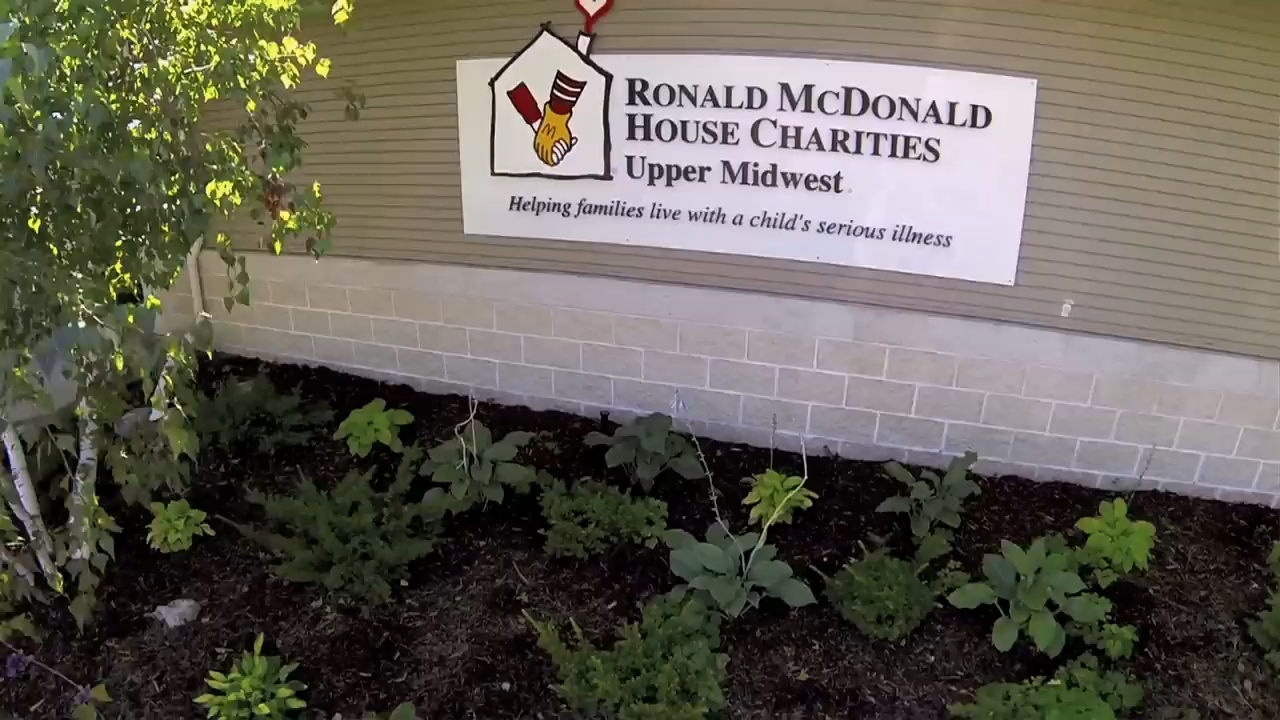 RONALD MCDONALD
HOUSE CHARITIES
Upper Midwest
Helping families live with a child's serious illness